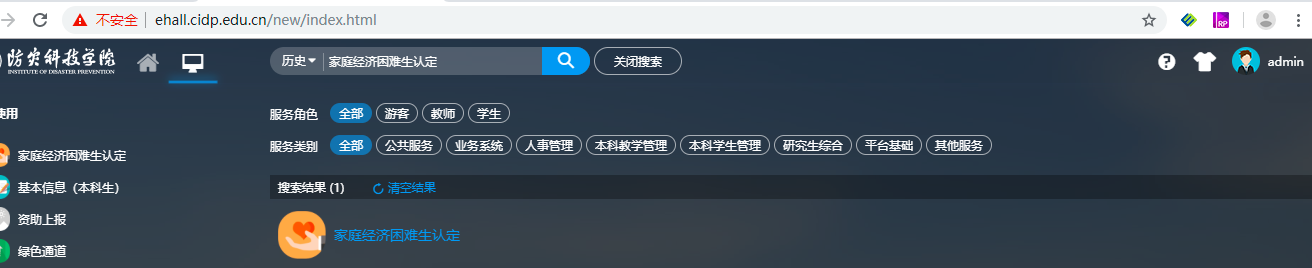 不安全 ehall.cidp.edu.cn/new/index.html
防灾科技学院
INSTITUTE OF DISASTER PREVENTION
历史 家庭经济困难生认定 关闭搜索 admin
使用
家庭经济困难生认定
基本信息（本科生）
资助上报
绿色通道
服务角色 全部 游客 教师 学生
服务类别 全部 公共服务 业务系统 人事管理 本科教学管理 本科学生管理 研究生综合 平台基础 其他服务
搜索结果 (1) 清空结果
家庭经济困难生认定